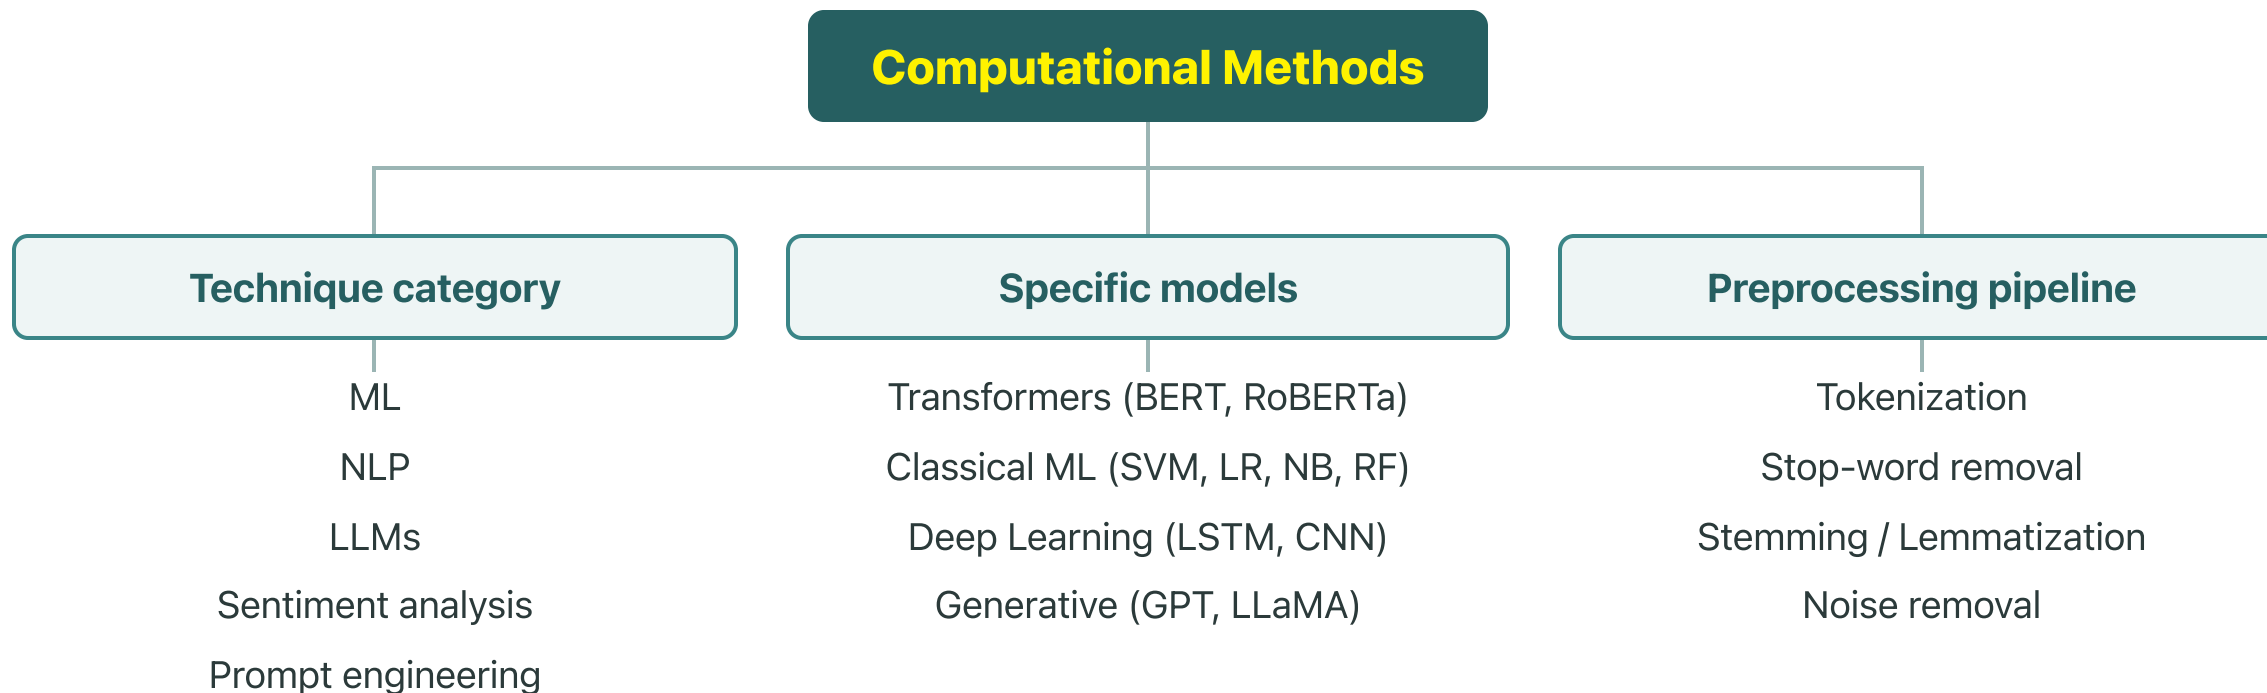 Computational Methods
Technique category
ML
NLP
LLMs
Sentiment analysis
Prompt engineering
Specific models
Transformers (BERT, RoBERTa)
Classical ML (SVM, LR, NB, RF)
Deep Learning (LSTM, CNN)
Generative (GPT, LLaMA)
Preprocessing pipeline
Tokenization
Stop-word removal
Stemming / Lemmatization
Noise removal